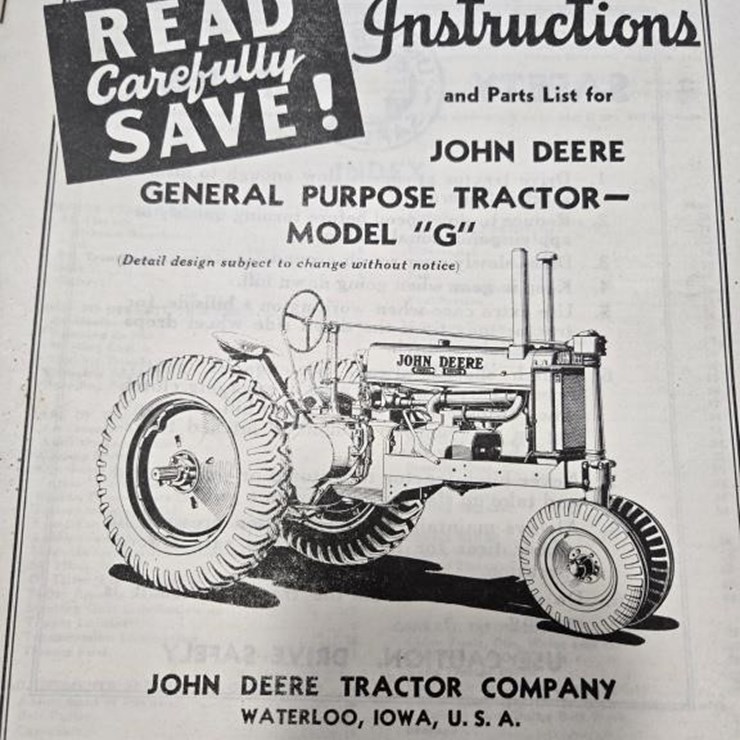 READ
Carefully
SAVE!
Instructions
and Parts List for
JOHN DEERE
GENERAL PURPOSE TRACTOR—
MODEL "G"
(Detail design subject to change without notice)
JOHN DEERE
JOHN DEERE TRACTOR COMPANY
WATERLOO, IOWA, U. S. A.